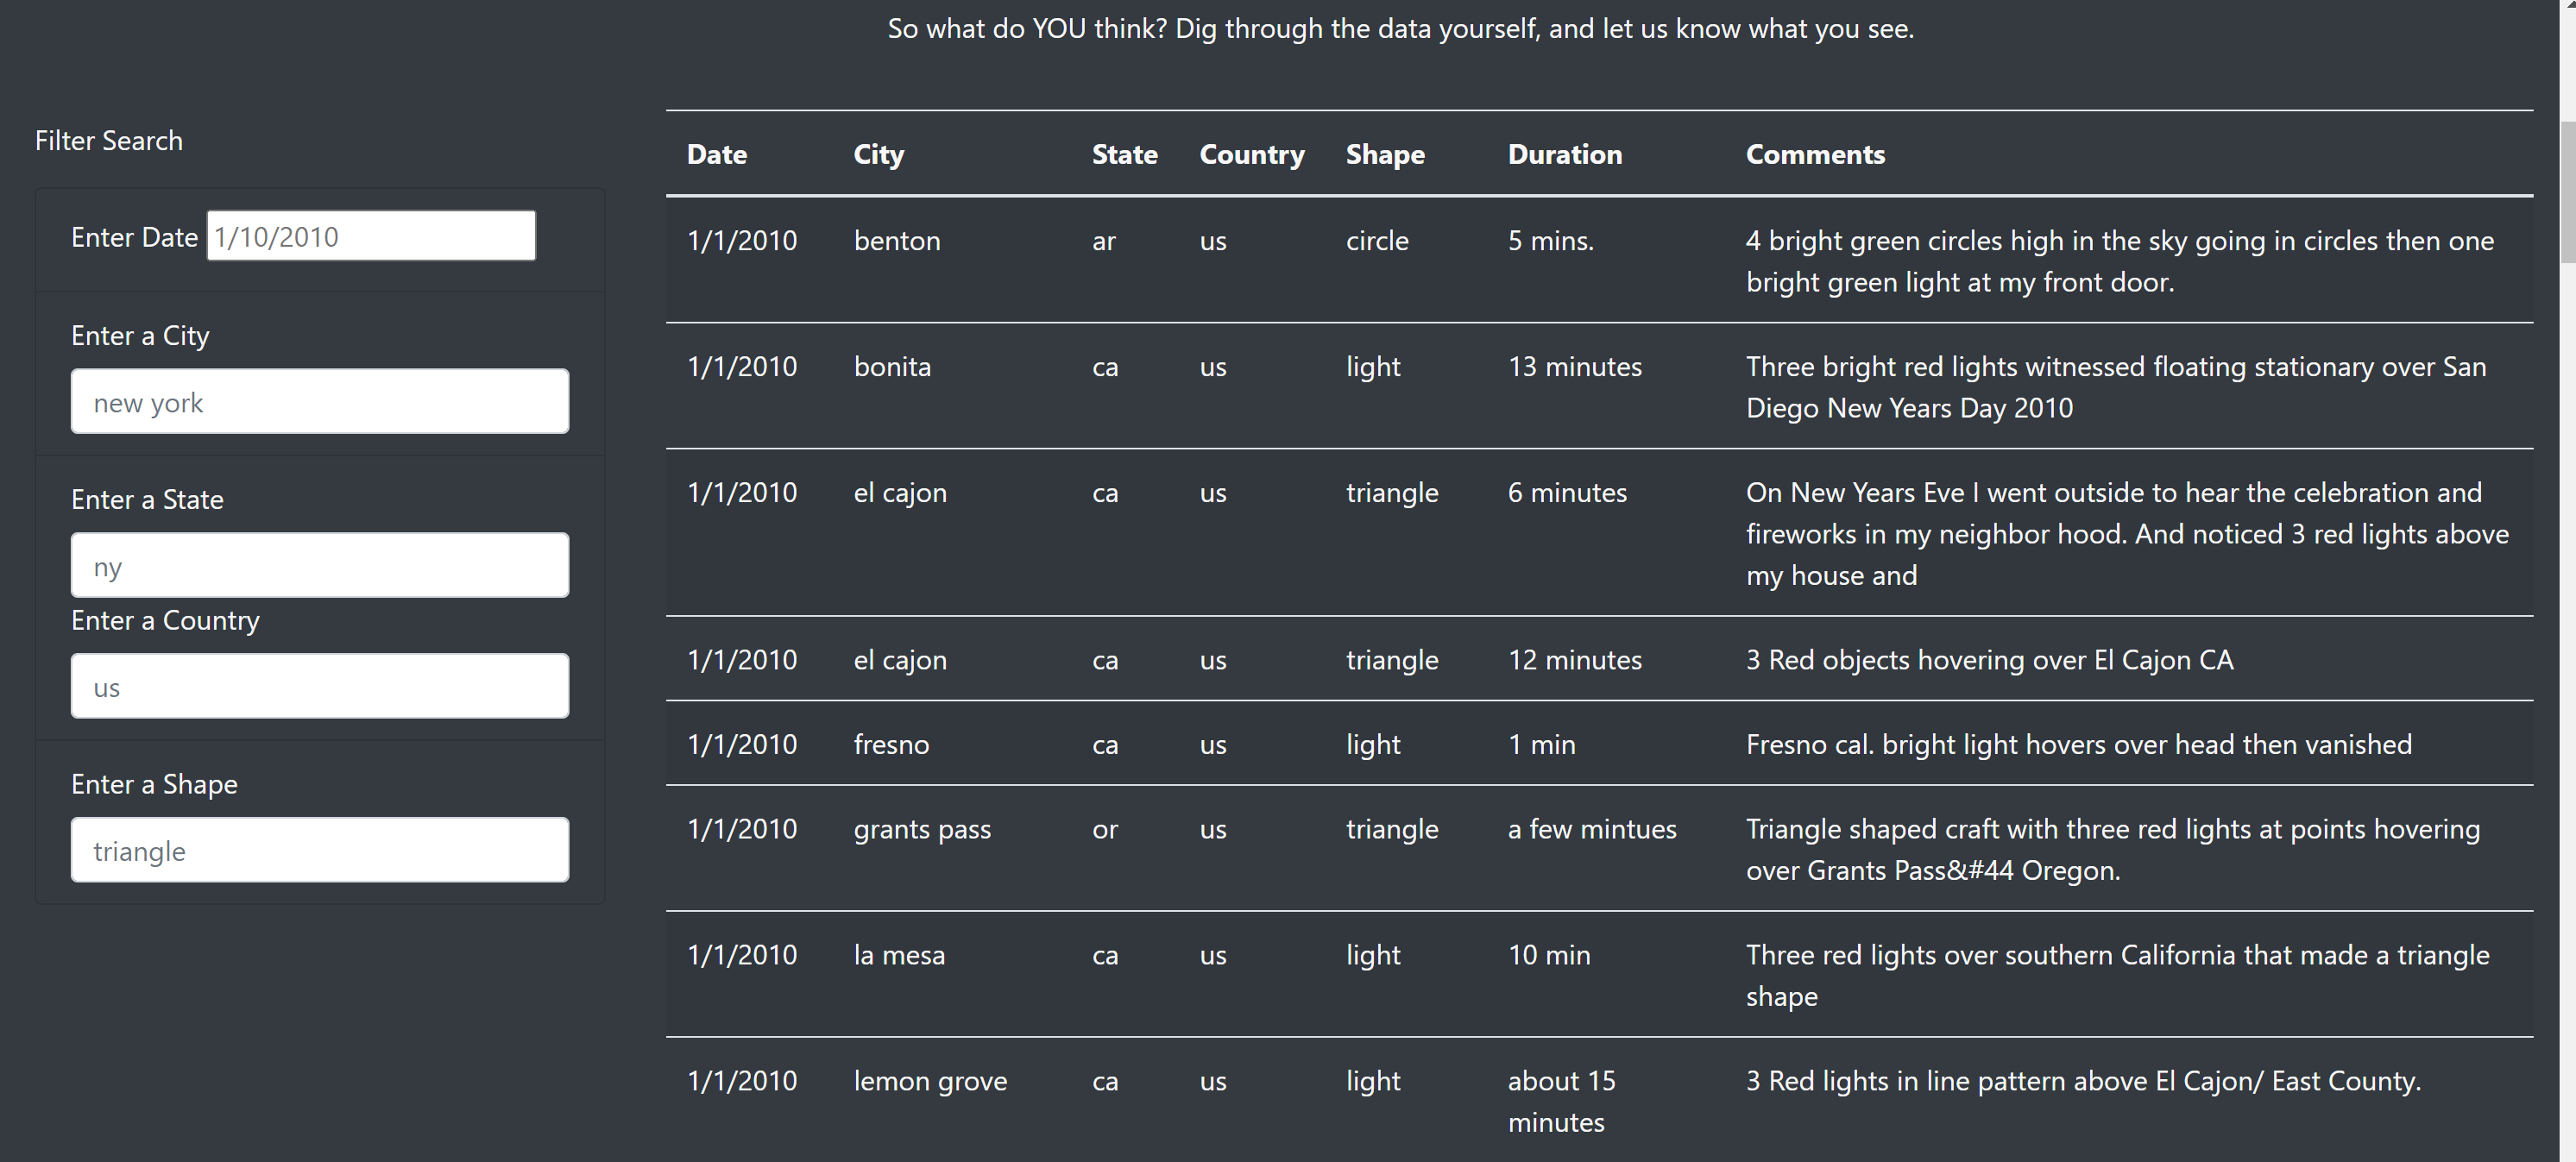 So what do YOU think? Dig through the data yourself, and let us know what you see.
Filter Search
Enter Date 1/10/2010
Enter a City
new york
Enter a State
ny
Enter a Country
us
Enter a Shape
triangle
Date City State Country Shape Duration Comments
1/1/2010 benton ar us circle 5 mins. 4 bright green circles high in the sky going in circles then one
bright green light at my front door.
1/1/2010 bonita ca us light 13 minutes Three bright red lights witnessed floating stationary over San
Diego New Years Day 2010
1/1/2010 el cajon ca us triangle 6 minutes On New Years Eve I went outside to hear the celebration and
fireworks in my neighbor hood. And noticed 3 red lights above
my house and
1/1/2010 el cajon ca us triangle 12 minutes 3 Red objects hovering over El Cajon CA
1/1/2010 fresno ca us light 1 min Fresno cal. bright light hovers over head then vanished
1/1/2010 grants pass or us triangle a few mintues Triangle shaped craft with three red lights at points hovering
over Grants Pass&#44 Oregon.
1/1/2010 la mesa ca us light 10 min Three red lights over southern California that made a triangle
shape
1/1/2010 lemon grove ca us light about 15 3 Red lights in line pattern above El Cajon/ East County.
minutes